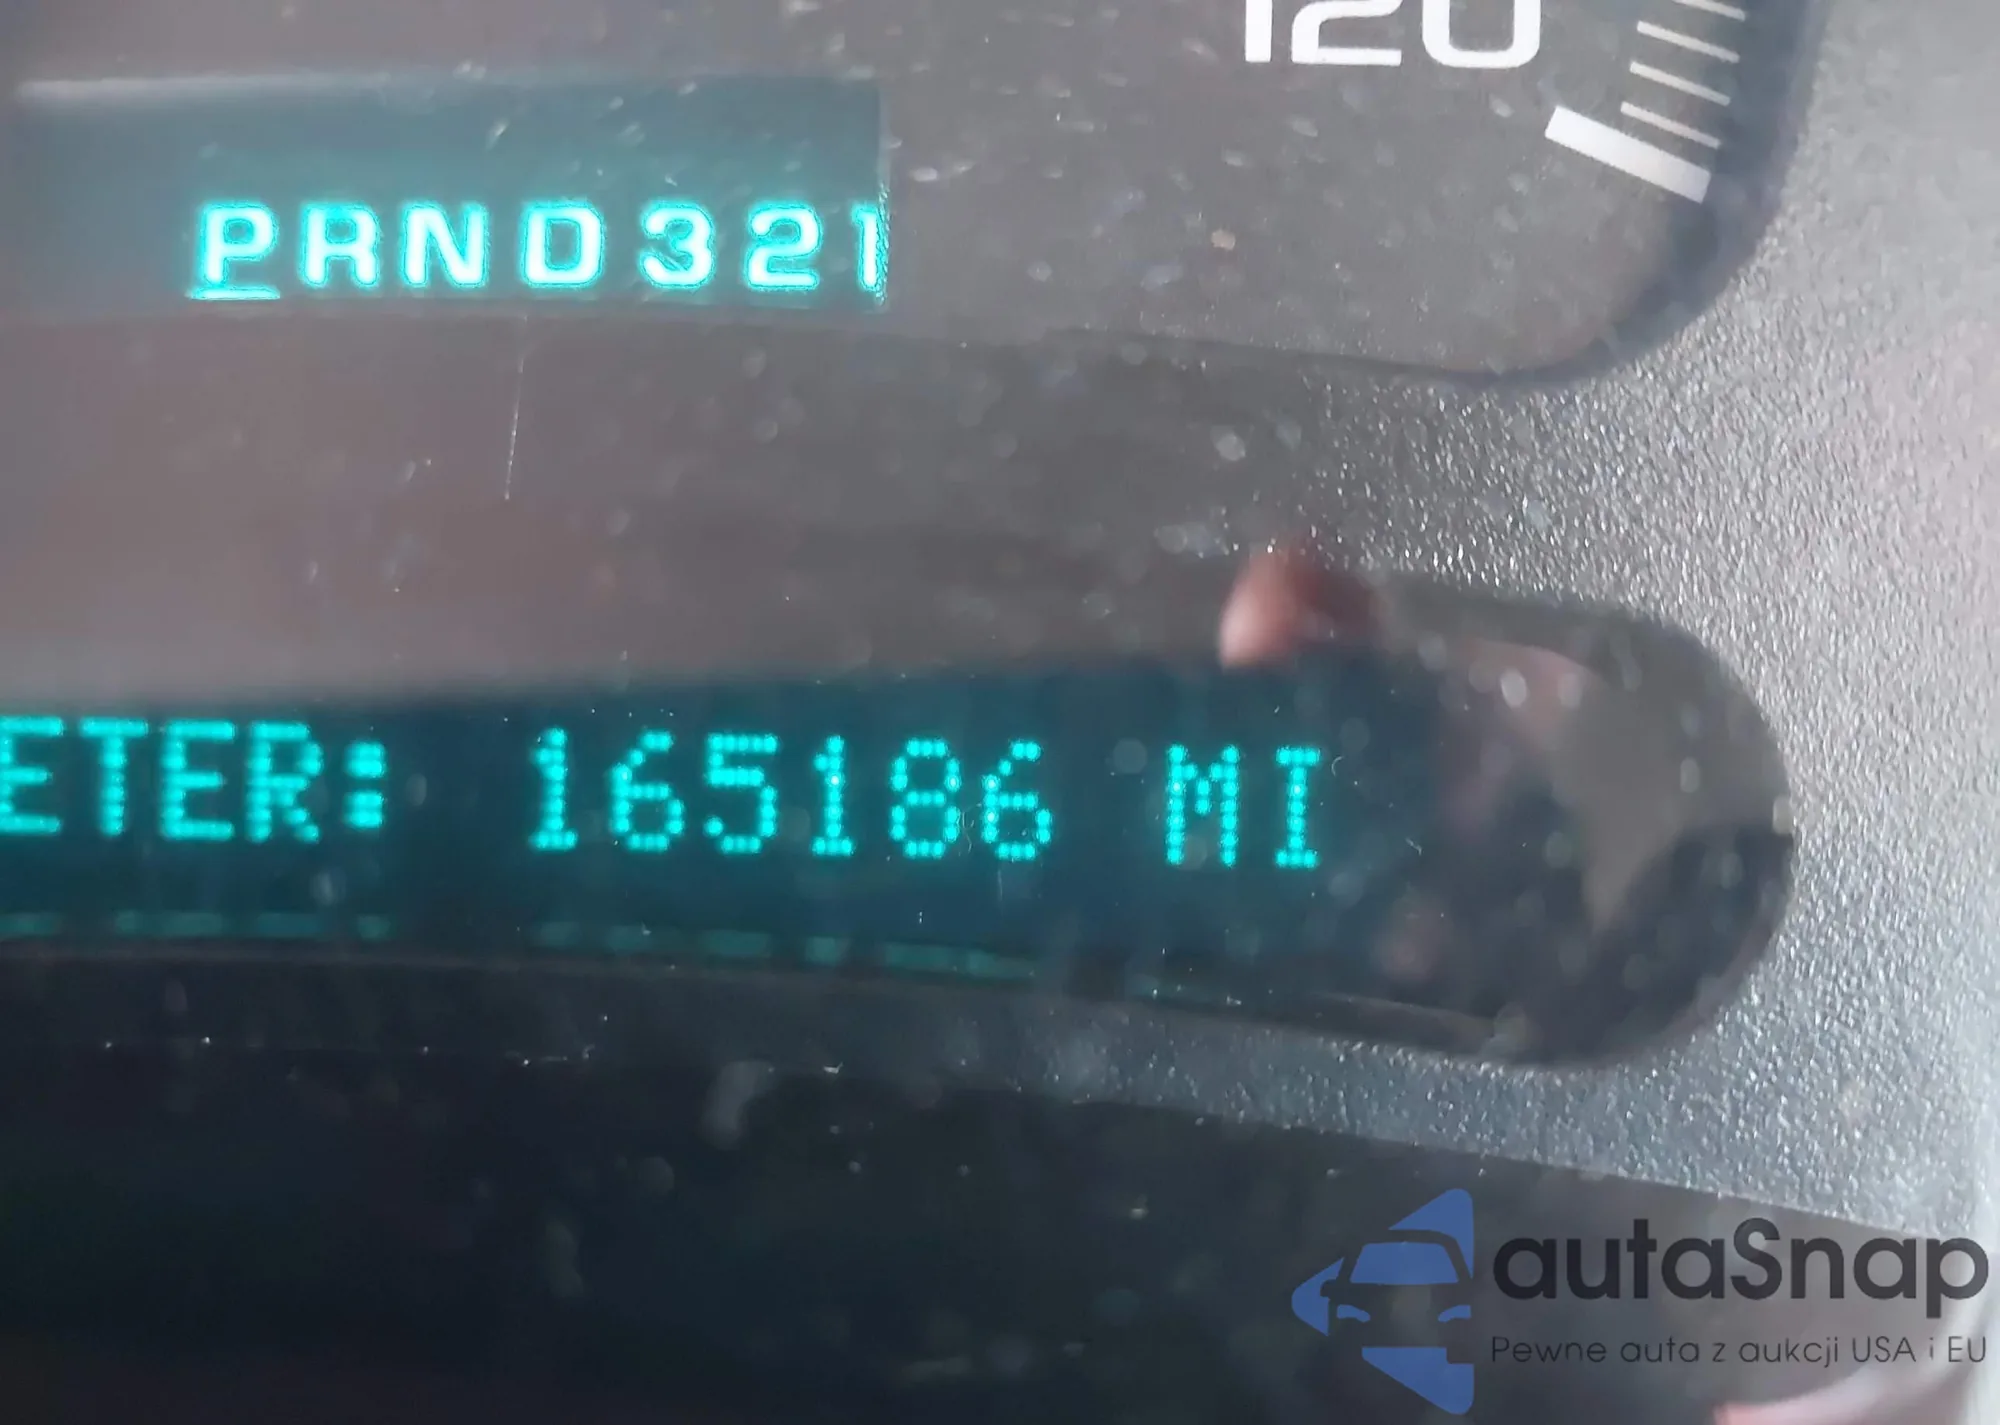 120
PRND321
ETER: 165186 MI
autaSnap
Pewne auta z aukcji USA i EU